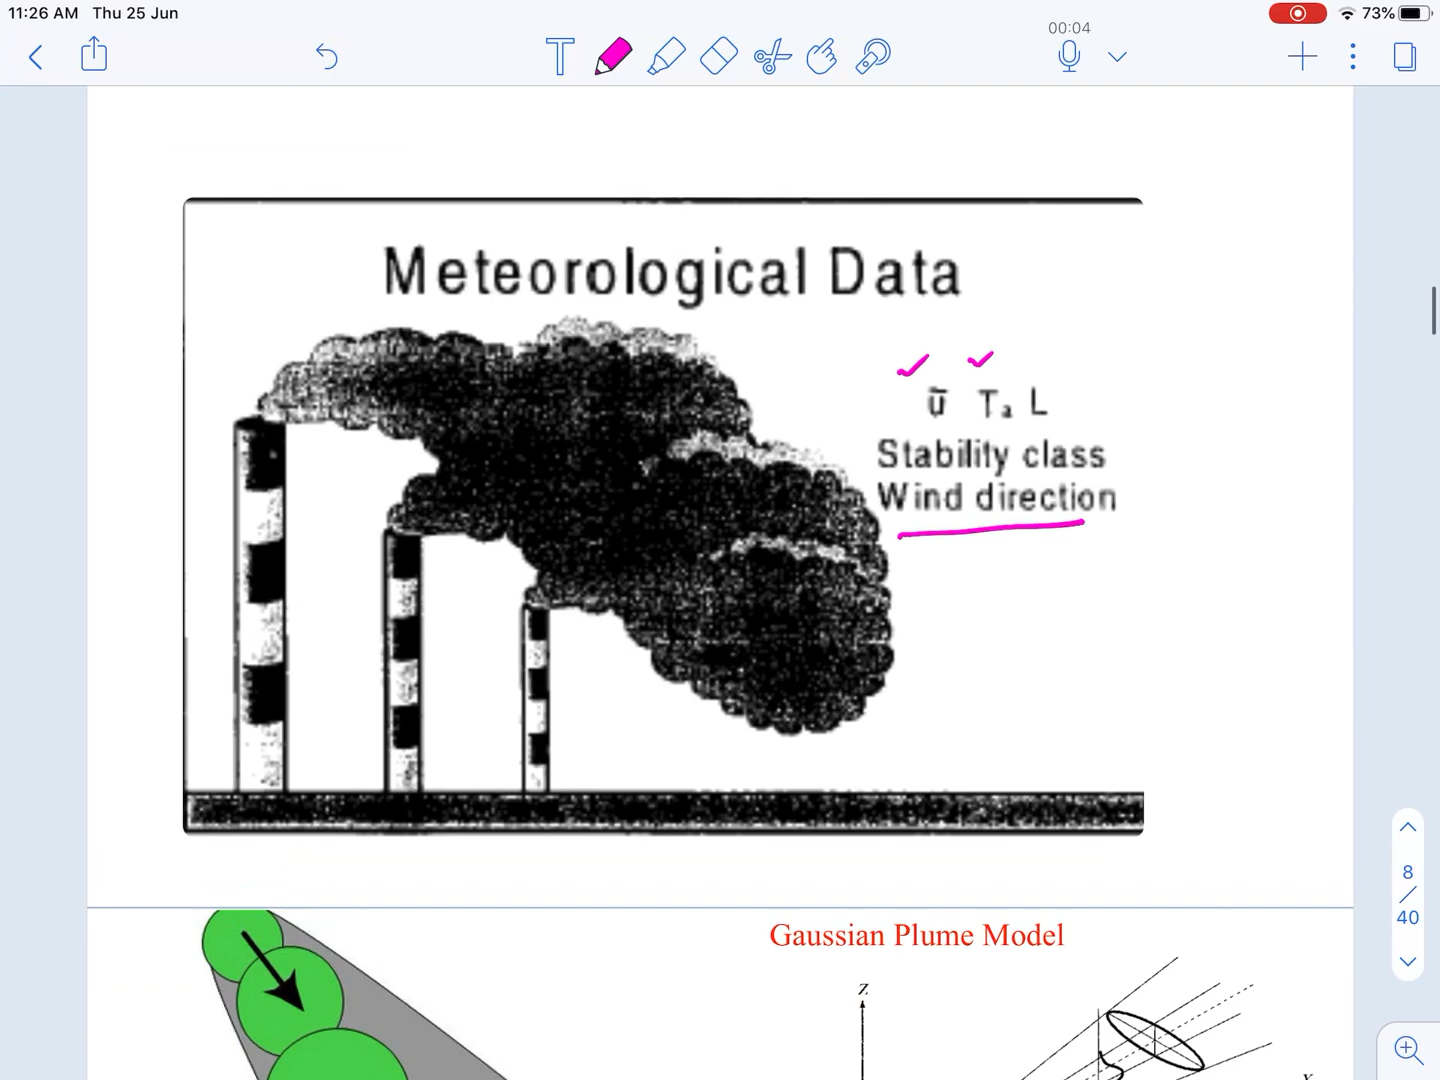 11:26 AM Thu 25 Jun
73%
00:04
T
Meteorological Data
ū Ta L
Stability class
Wind direction
8
/
40
Gaussian Plume Model
Z
X